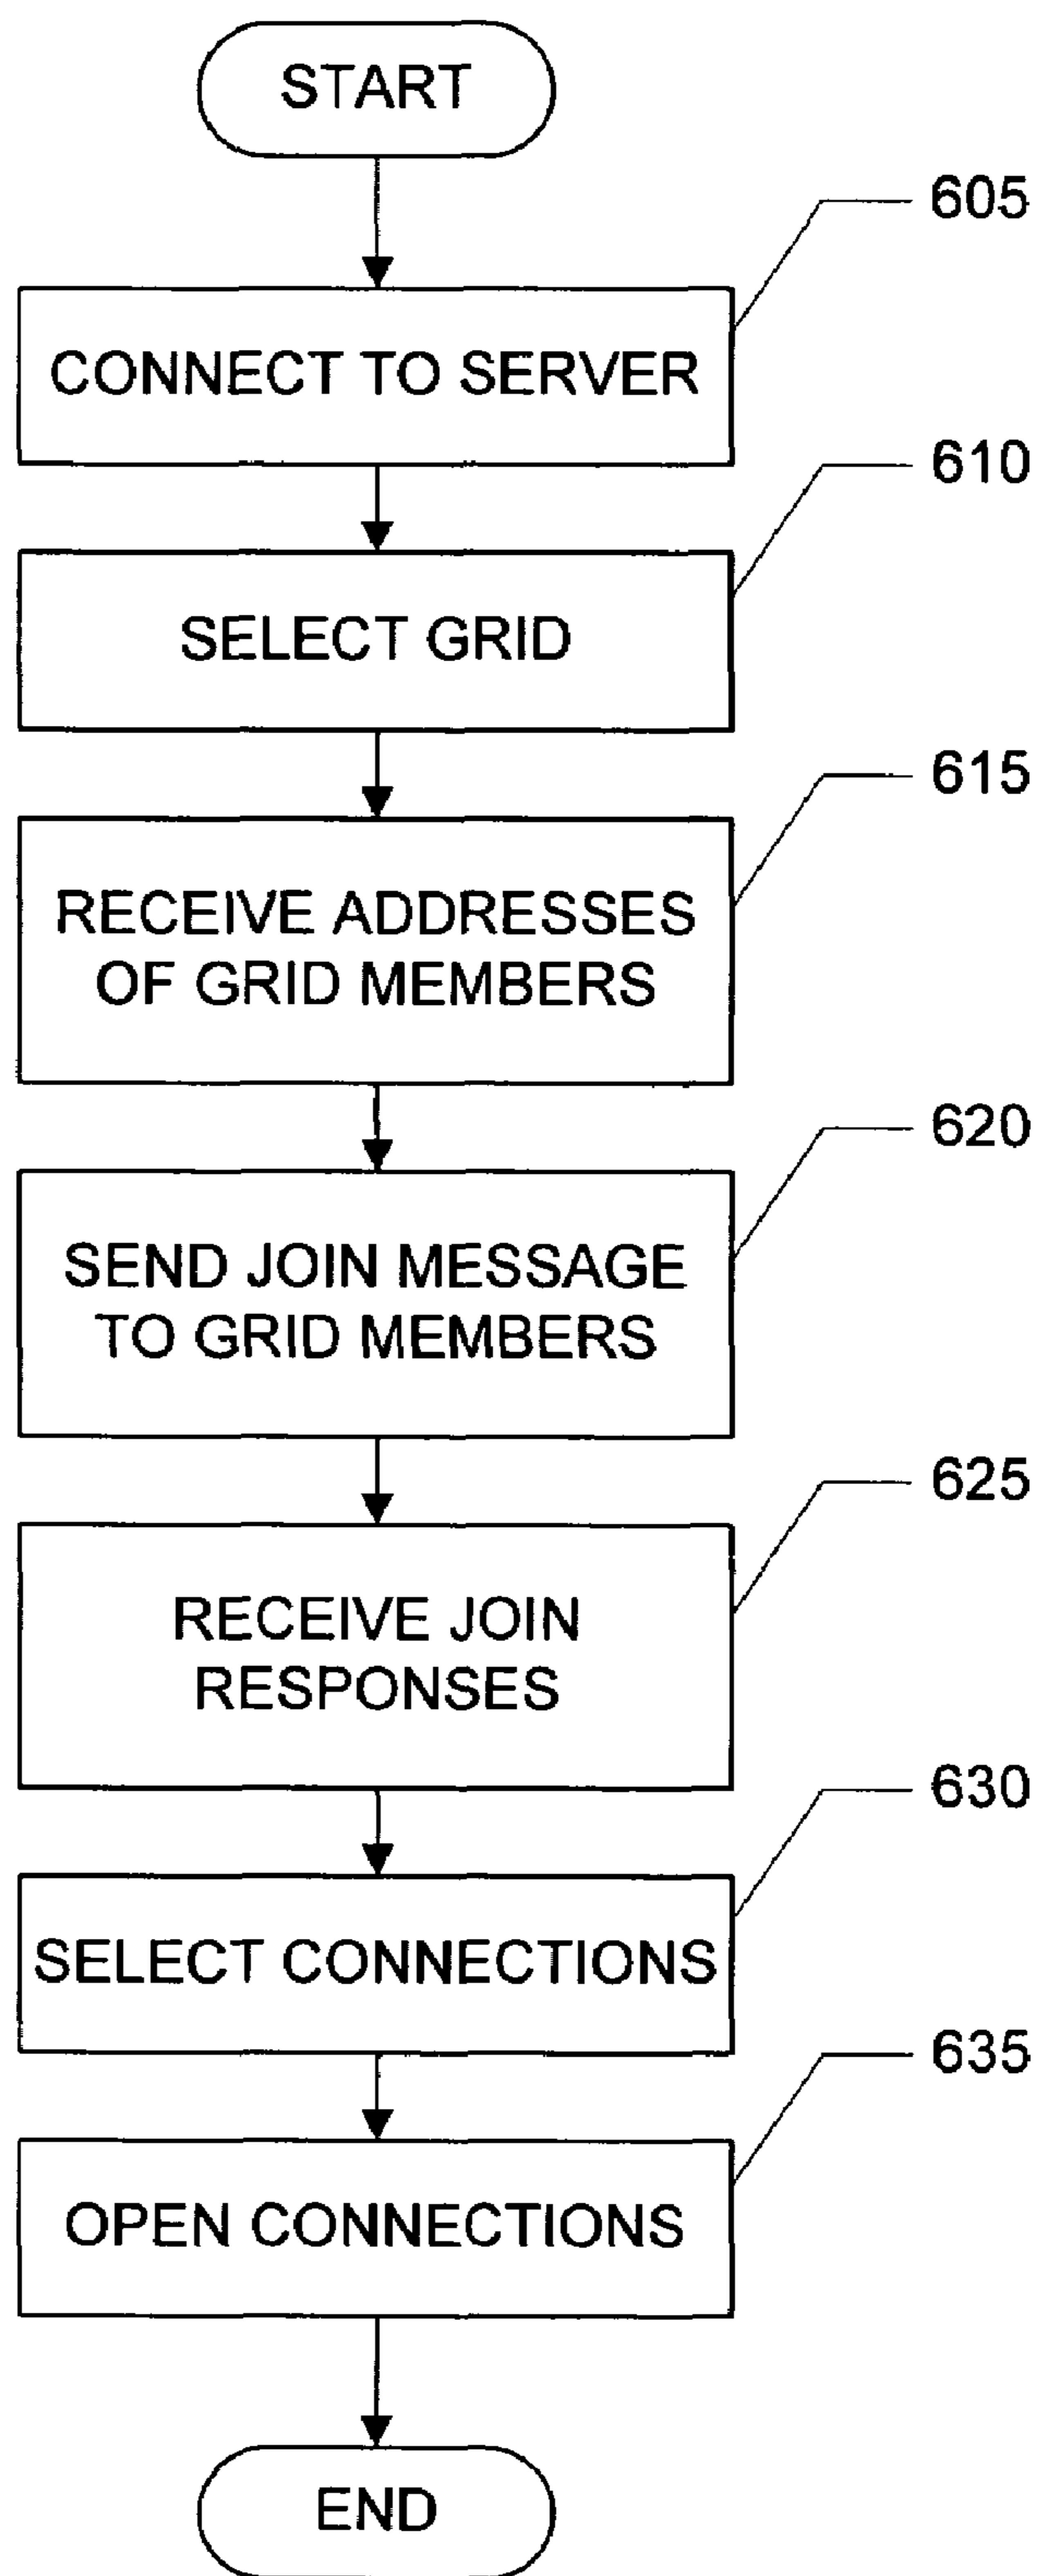 START
605
CONNECT TO SERVER
610
SELECT GRID
615
RECEIVE ADDRESSES
OF GRID MEMBERS
620
SEND JOIN MESSAGE
TO GRID MEMBERS
625
RECEIVE JOIN
RESPONSES
630
SELECT CONNECTIONS
635
OPEN CONNECTIONS
END